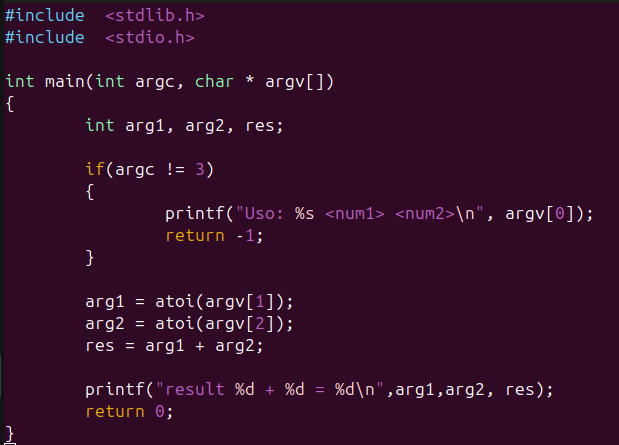 #include  <stdlib.h>
#include  <stdio.h>

int main(int argc, char * argv[])
{
        int arg1, arg2, res;

        if(argc != 3)
        {
                printf("Uso: %s <num1> <num2>\n", argv[0]);
                return -1;
        }

        arg1 = atoi(argv[1]);
        arg2 = atoi(argv[2]);
        res = arg1 + arg2;

        printf("result %d + %d = %d\n",arg1,arg2, res);
        return 0;
}